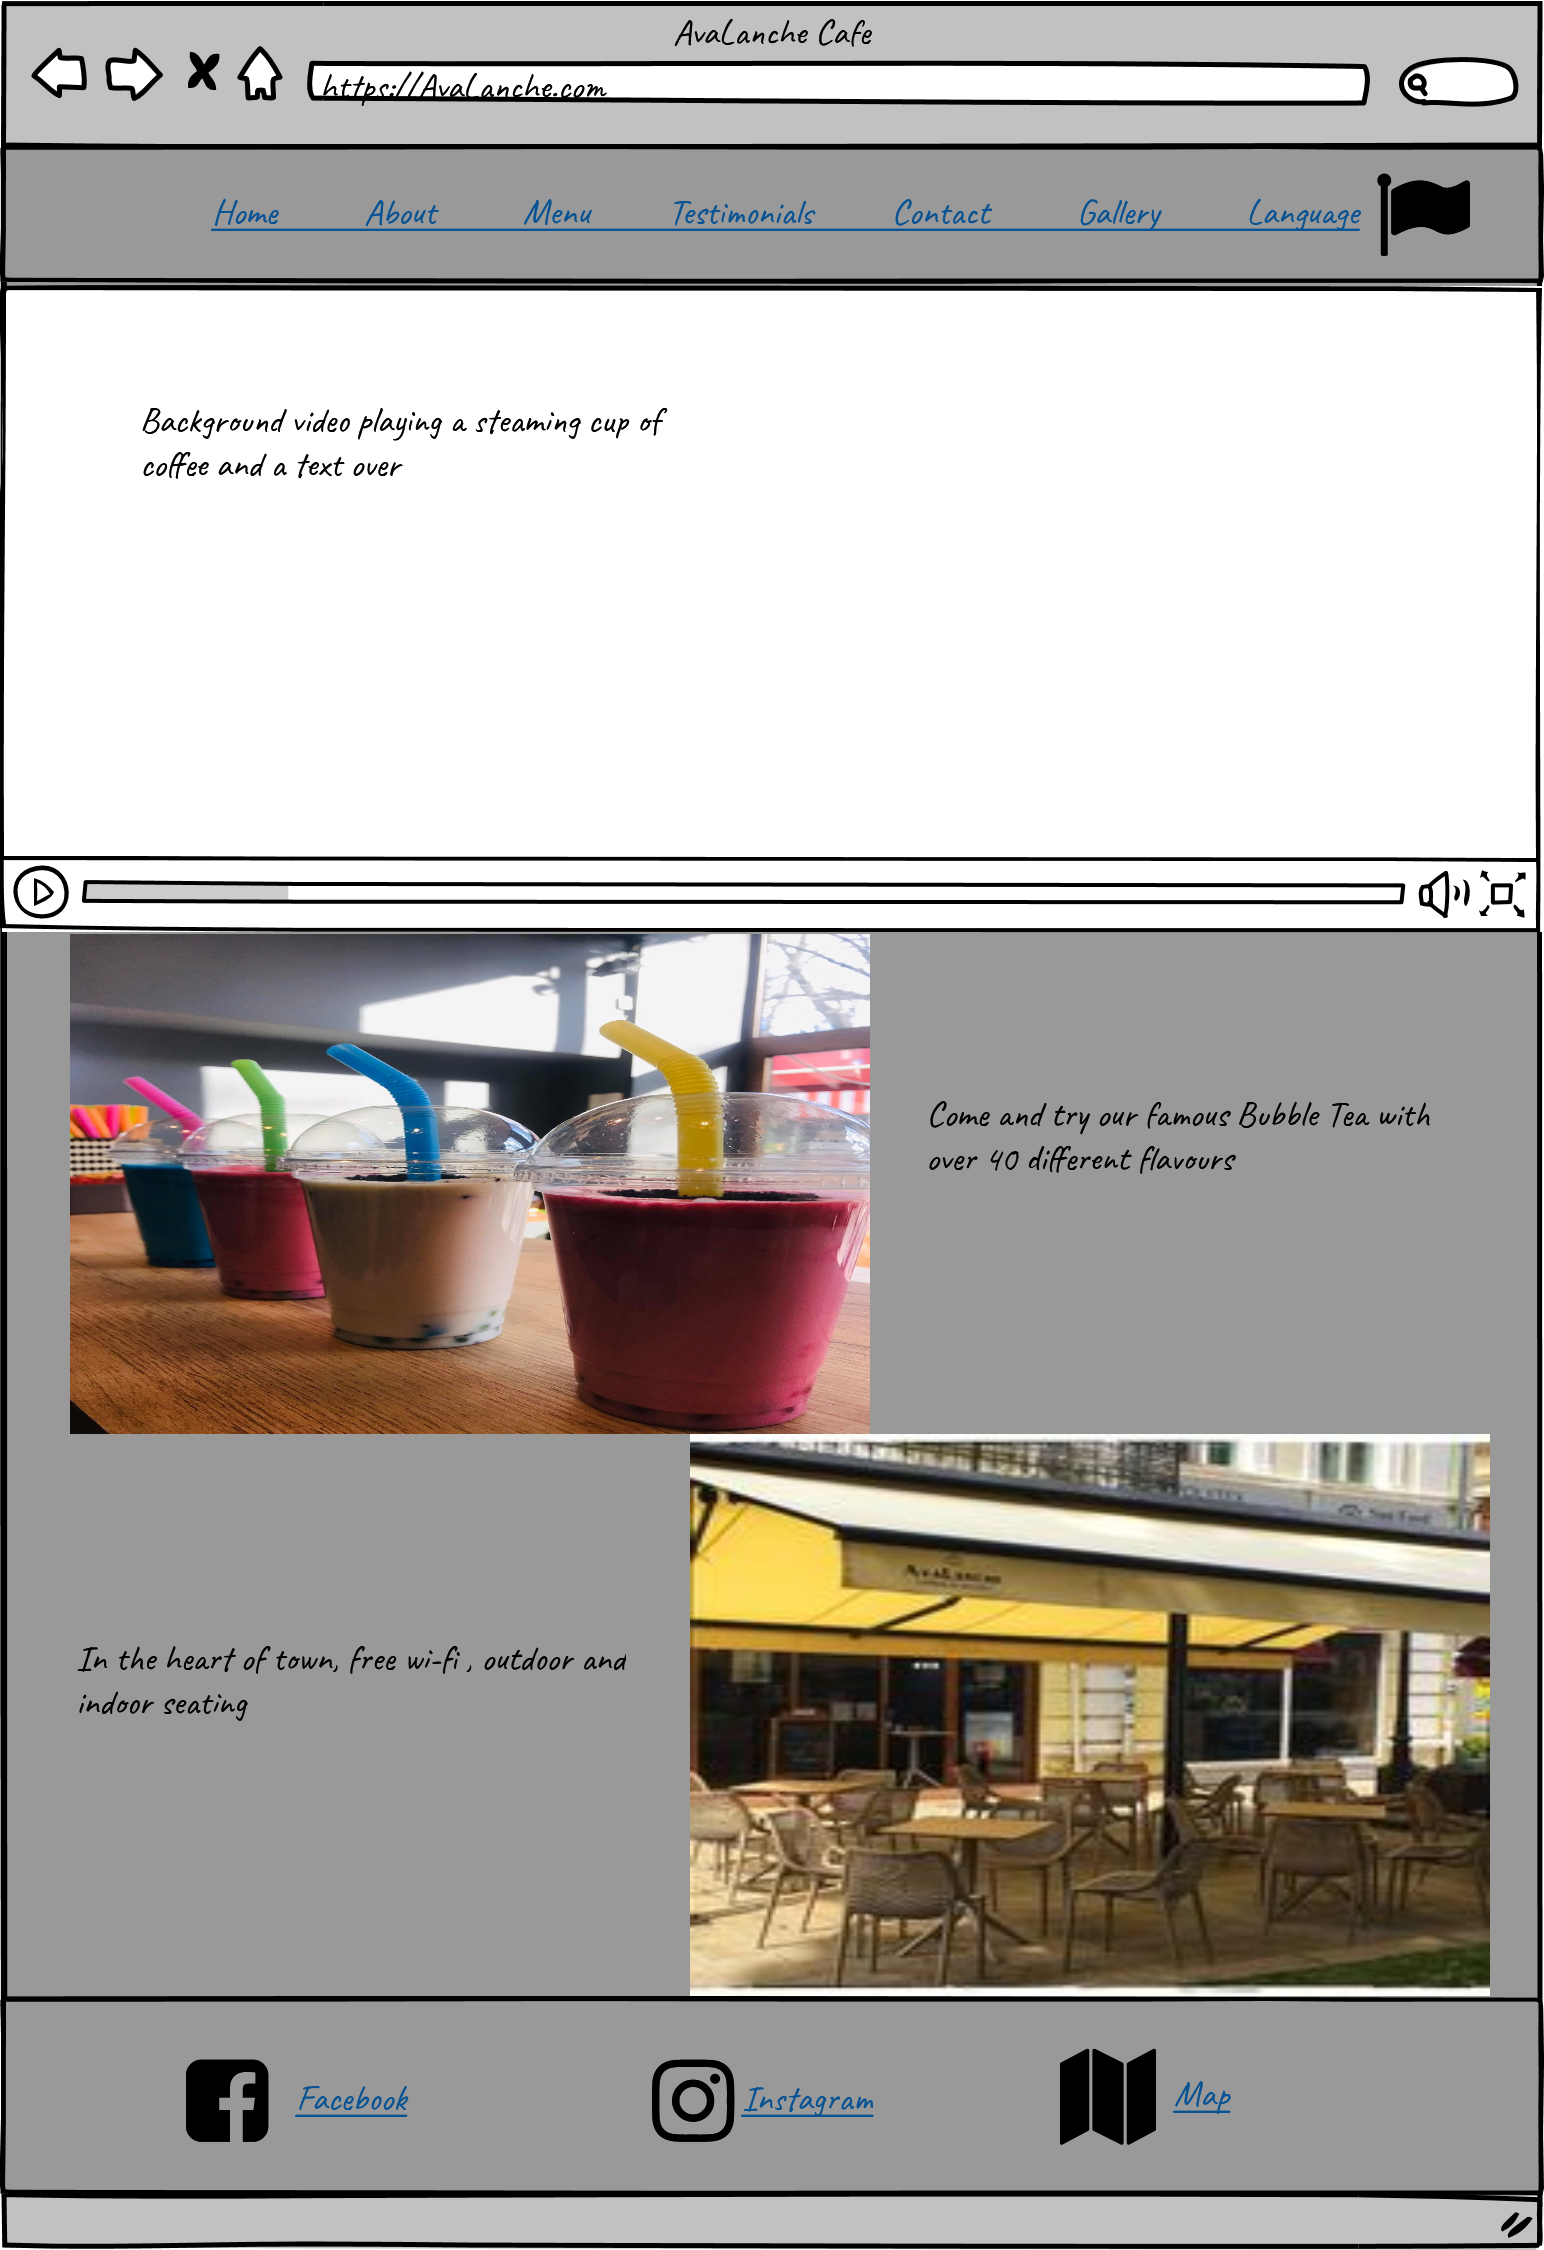 AvaLanche Cafe
https://AvaLanche.com
Home About Menu Testimonials Contact Gallery Language
Background video playing a steaming cup of
coffee and a text over
Come and try our famous Bubble Tea with
over 40 different flavours
AvaLanche
In the heart of town, free wi-fi , outdoor and
indoor seating
Facebook Instagram Map